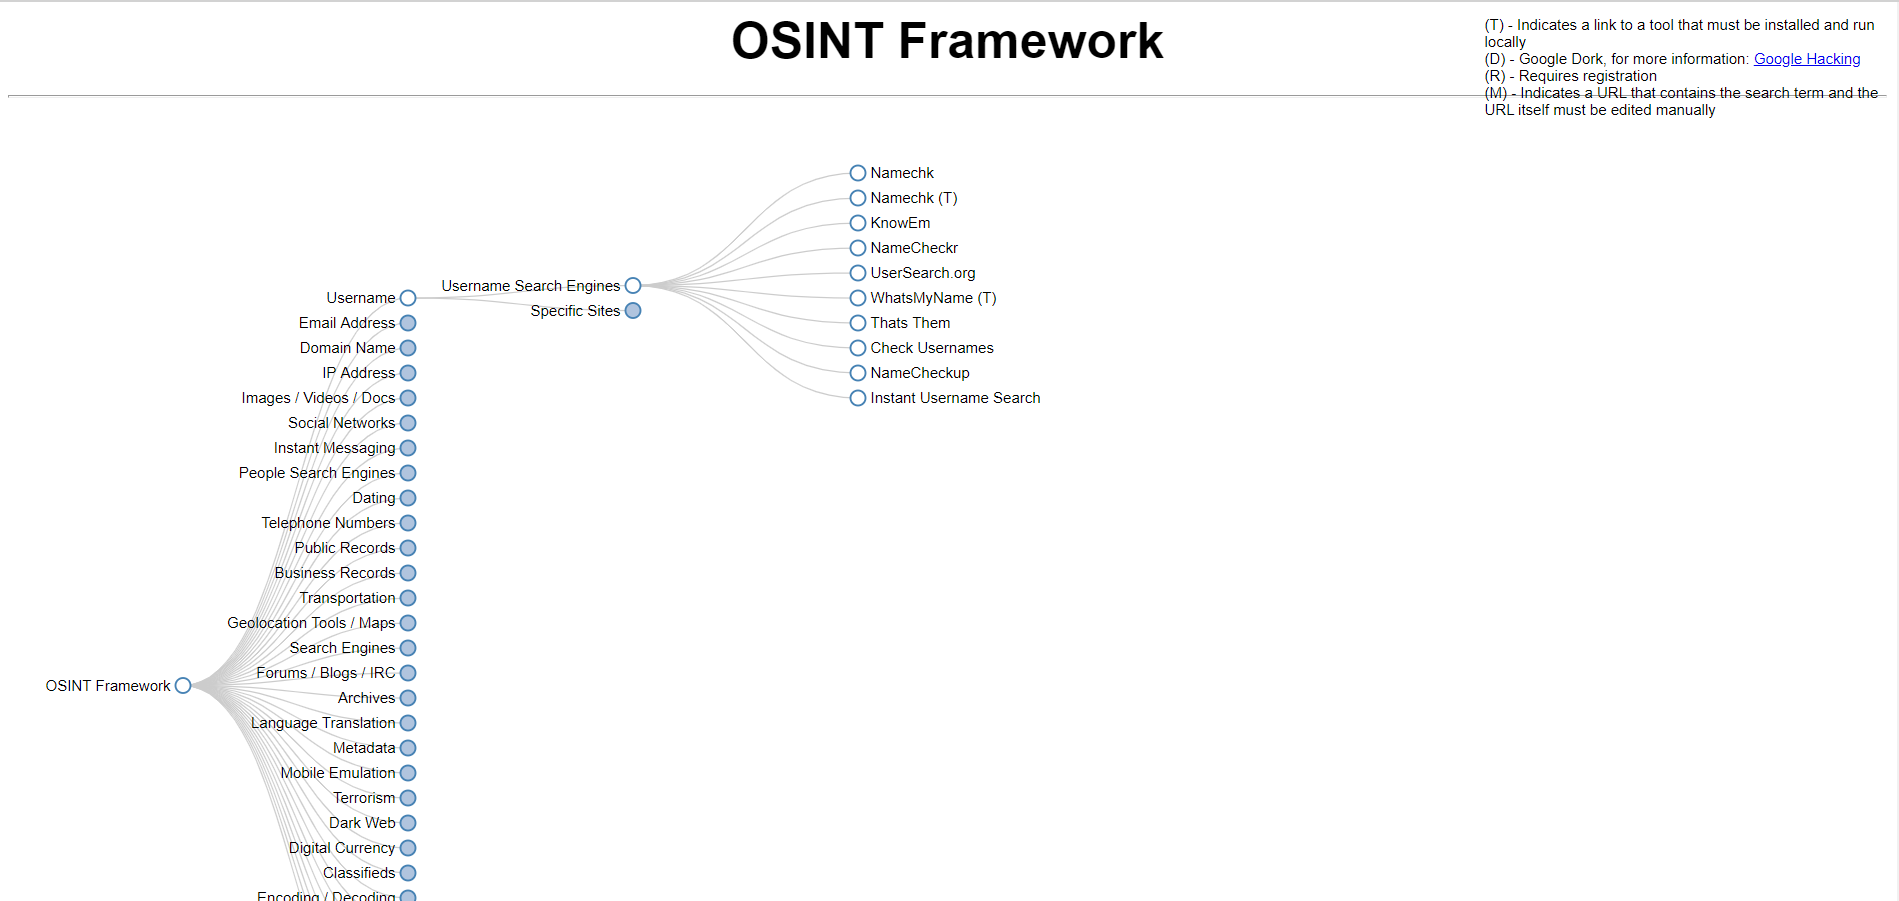 OSINT Framework
(T) - Indicates a link to a tool that must be installed and run
locally
(D) - Google Dork, for more information: Google Hacking
(R) - Requires registration
(M) - Indicates a URL that contains the search term and the
URL itself must be edited manually
OSINT Framework
Username
Email Address
Domain Name
IP Address
Images / Videos / Docs
Social Networks
Instant Messaging
People Search Engines
Dating
Telephone Numbers
Public Records
Business Records
Transportation
Geolocation Tools / Maps
Search Engines
Forums / Blogs / IRC
Archives
Language Translation
Metadata
Mobile Emulation
Terrorism
Dark Web
Digital Currency
Classifieds
Encoding / Decoding
Username Search Engines
Specific Sites
Namechk
Namechk (T)
KnowEm
NameCheckr
UserSearch.org
WhatsMyName (T)
Thats Them
Check Usernames
NameCheckup
Instant Username Search